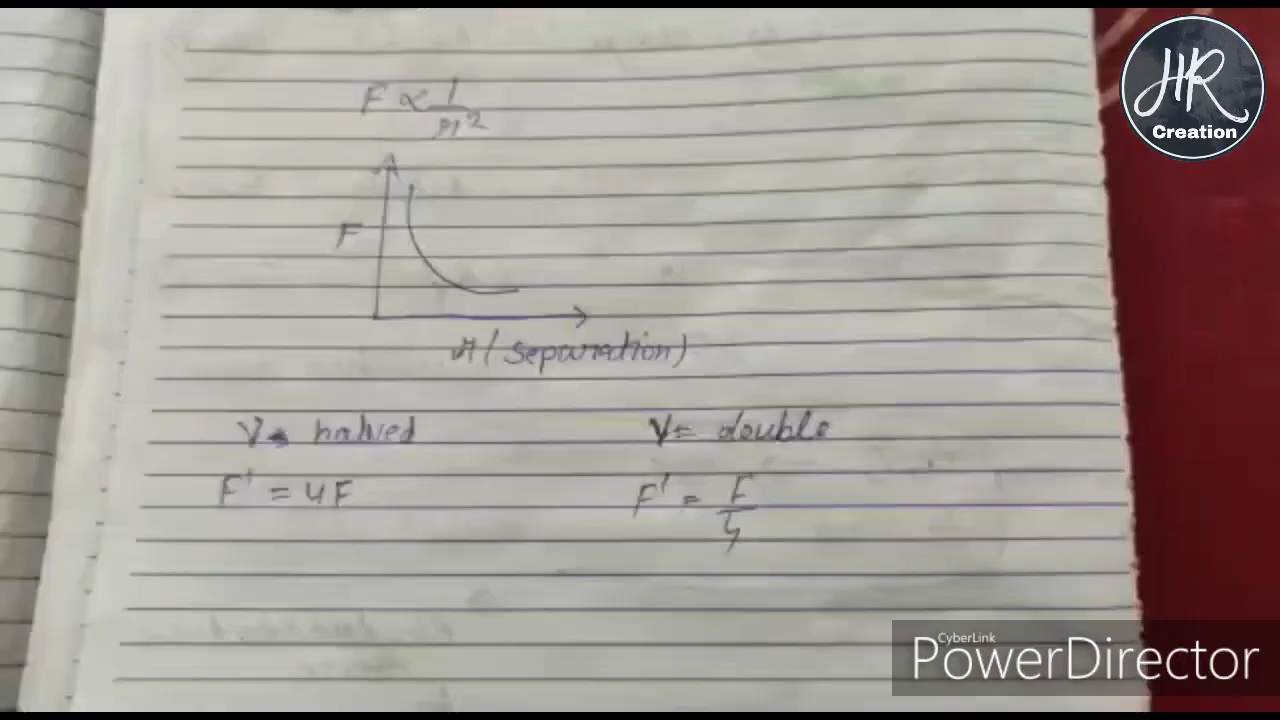 F ∝ 1/r²
F
r (separation)
r = halved
r = double
F' = 4F
F' = F/4
HR
Creation
CyberLink
PowerDirector